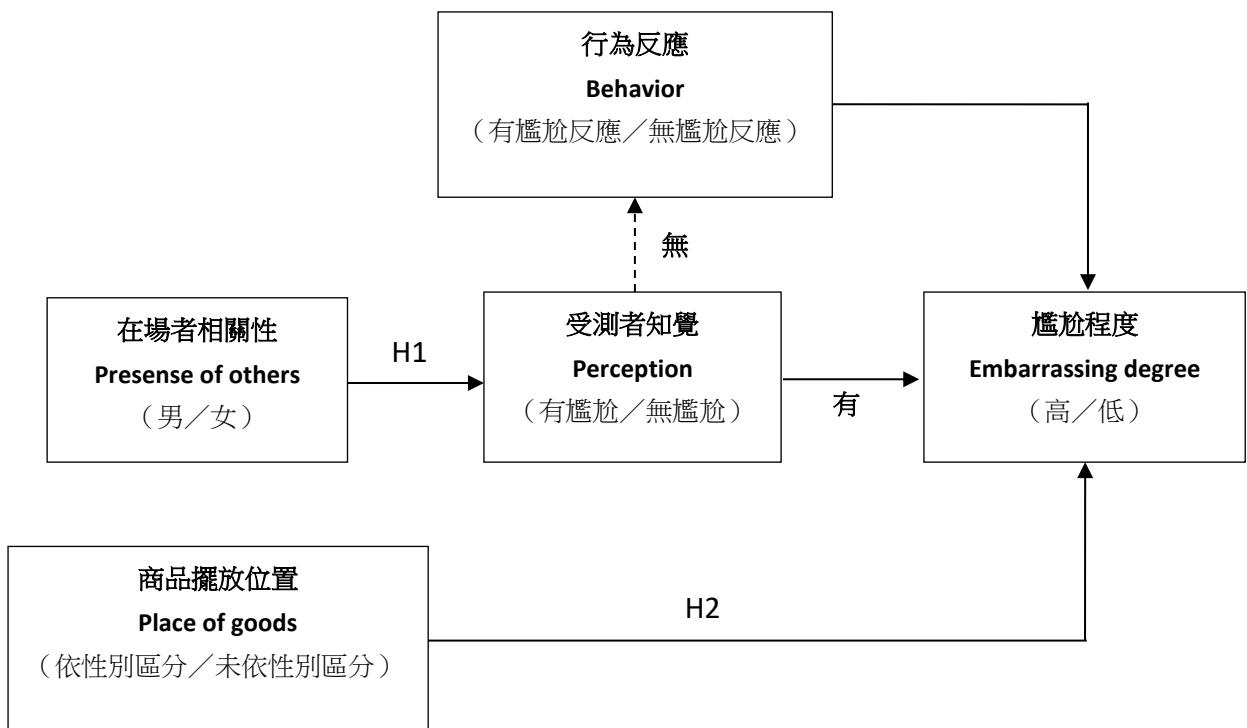 行為反應
Behavior
（有尷尬反應／無尷尬反應）
無
在場者相關性
Presense of others
（男／女）
H1
受測者知覺
Perception
（有尷尬／無尷尬）
有
尷尬程度
Embarrassing degree
（高／低）
商品擺放位置
Place of goods
（依性別區分／未依性別區分）
H2